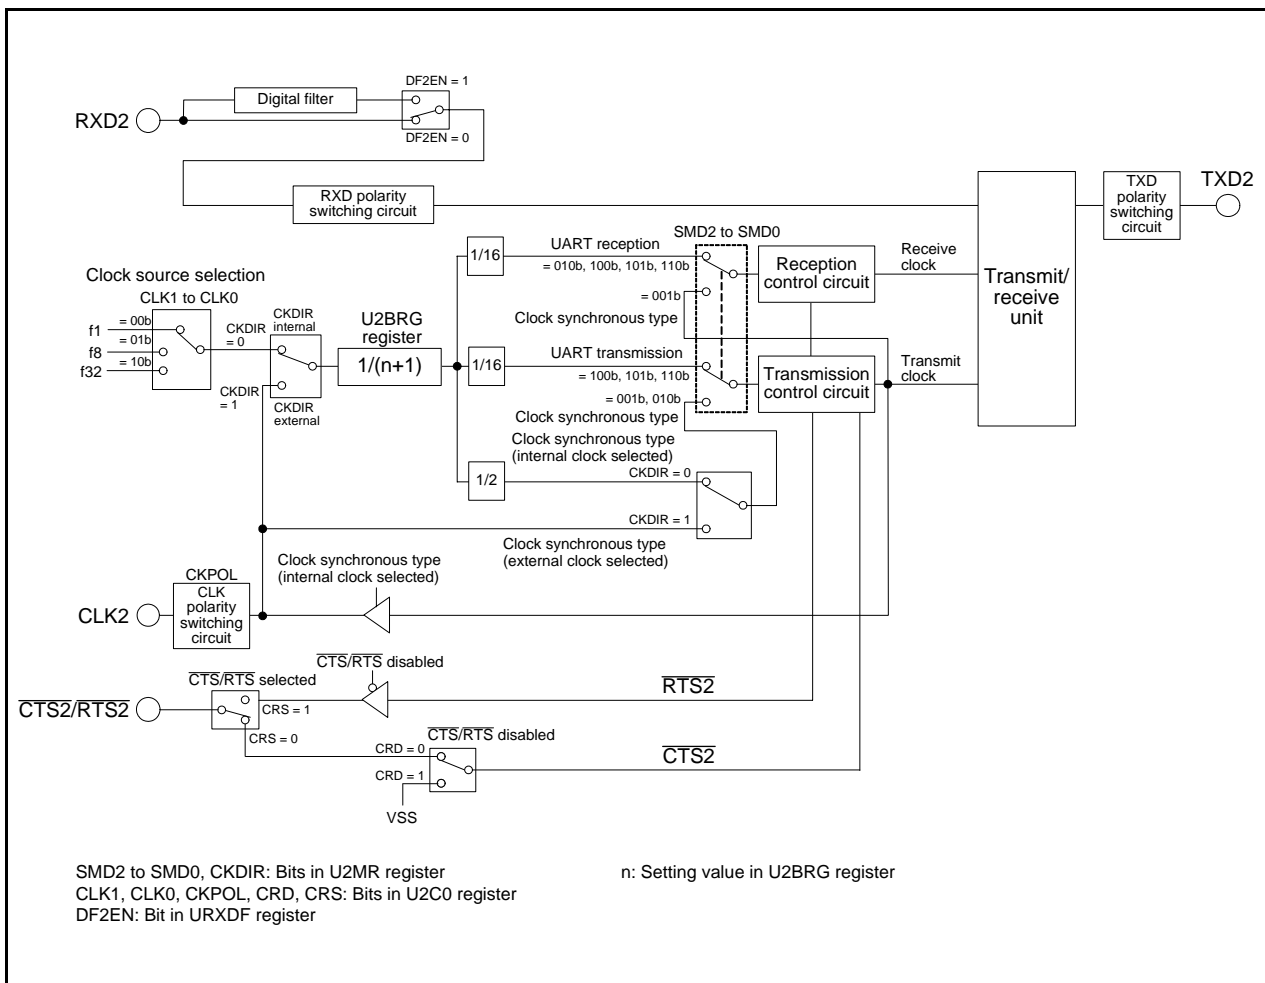 DF2EN = 1
Digital filter
RXD2
DF2EN = 0
RXD polarity
switching circuit
TXD
polarity
switching
circuit
TXD2
SMD2 to SMD0
1/16
UART reception
= 010b, 100b, 101b, 110b
Reception
control circuit
Receive
clock
Transmit/
receive
unit
Clock source selection
CLK1 to CLK0
= 00b
f1
= 01b
f8
= 10b
f32
CKDIR
= 0
CKDIR
internal
CKDIR
= 1
CKDIR
external
U2BRG
register
1/(n+1)
= 001b
Clock synchronous type
1/16
UART transmission
= 100b, 101b, 110b
Transmission
control circuit
Transmit
clock
= 001b, 010b
Clock synchronous type
Clock synchronous type
(internal clock selected)
1/2
CKDIR = 0
CKDIR = 1
Clock synchronous type
(external clock selected)
Clock synchronous type
(internal clock selected)
CKPOL
CLK
polarity
switching
circuit
CLK2
CTS/RTS disabled
CTS/RTS selected
RTS2
CTS2/RTS2
CRS = 1
CRS = 0
CTS/RTS disabled
CRD = 0
CTS2
CRD = 1
VSS
SMD2 to SMD0, CKDIR: Bits in U2MR register
n: Setting value in U2BRG register
CLK1, CLK0, CKPOL, CRD, CRS: Bits in U2C0 register
DF2EN: Bit in URXDF register